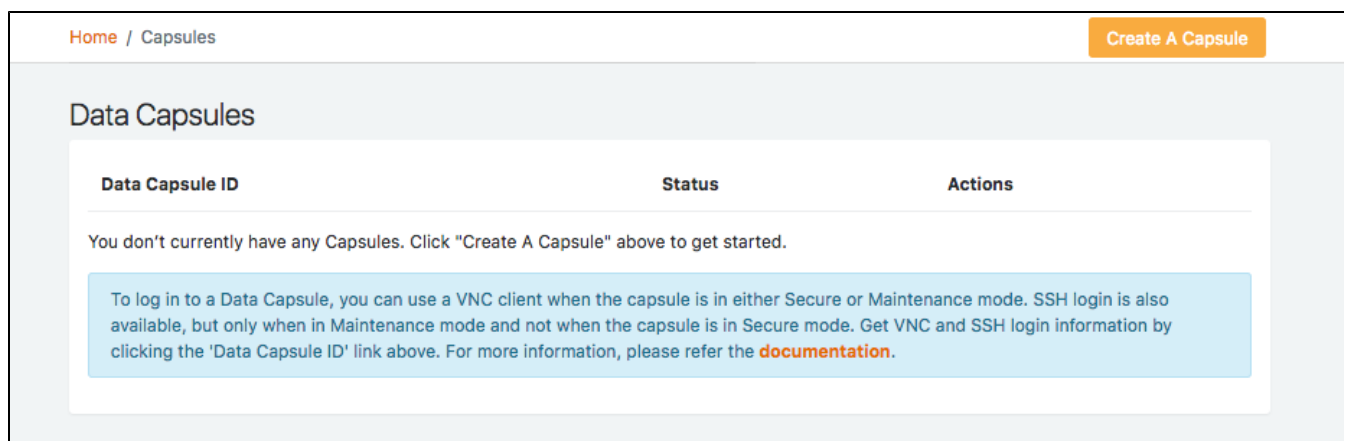 Home / Capsules
Create A Capsule
Data Capsules
Data Capsule ID Status Actions
You don’t currently have any Capsules. Click "Create A Capsule" above to get started.
To log in to a Data Capsule, you can use a VNC client when the capsule is in either Secure or Maintenance mode. SSH login is also
available, but only when in Maintenance mode and not when the capsule is in Secure mode. Get VNC and SSH login information by
clicking the 'Data Capsule ID' link above. For more information, please refer the documentation.